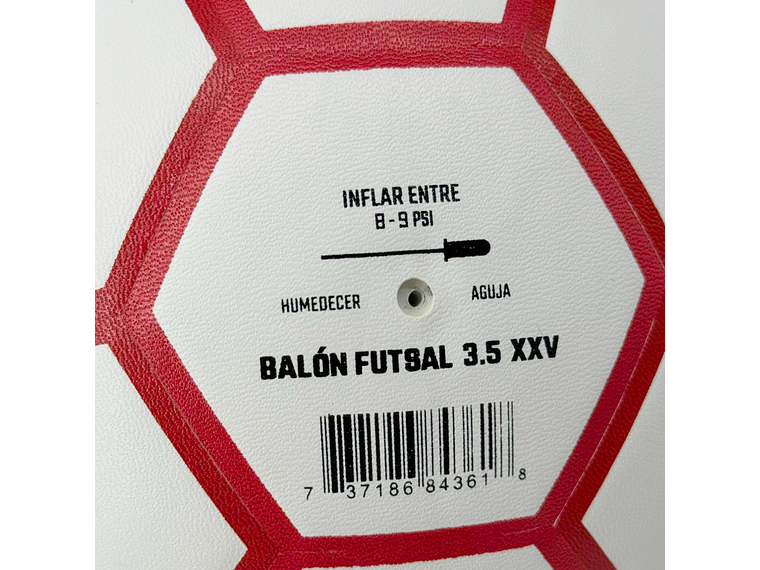 INFLAR ENTRE
8-9 PSI
HUMEDECER AGUJA
BALÓN FUTSAL 3.5 XXV
7 37186 84361 8